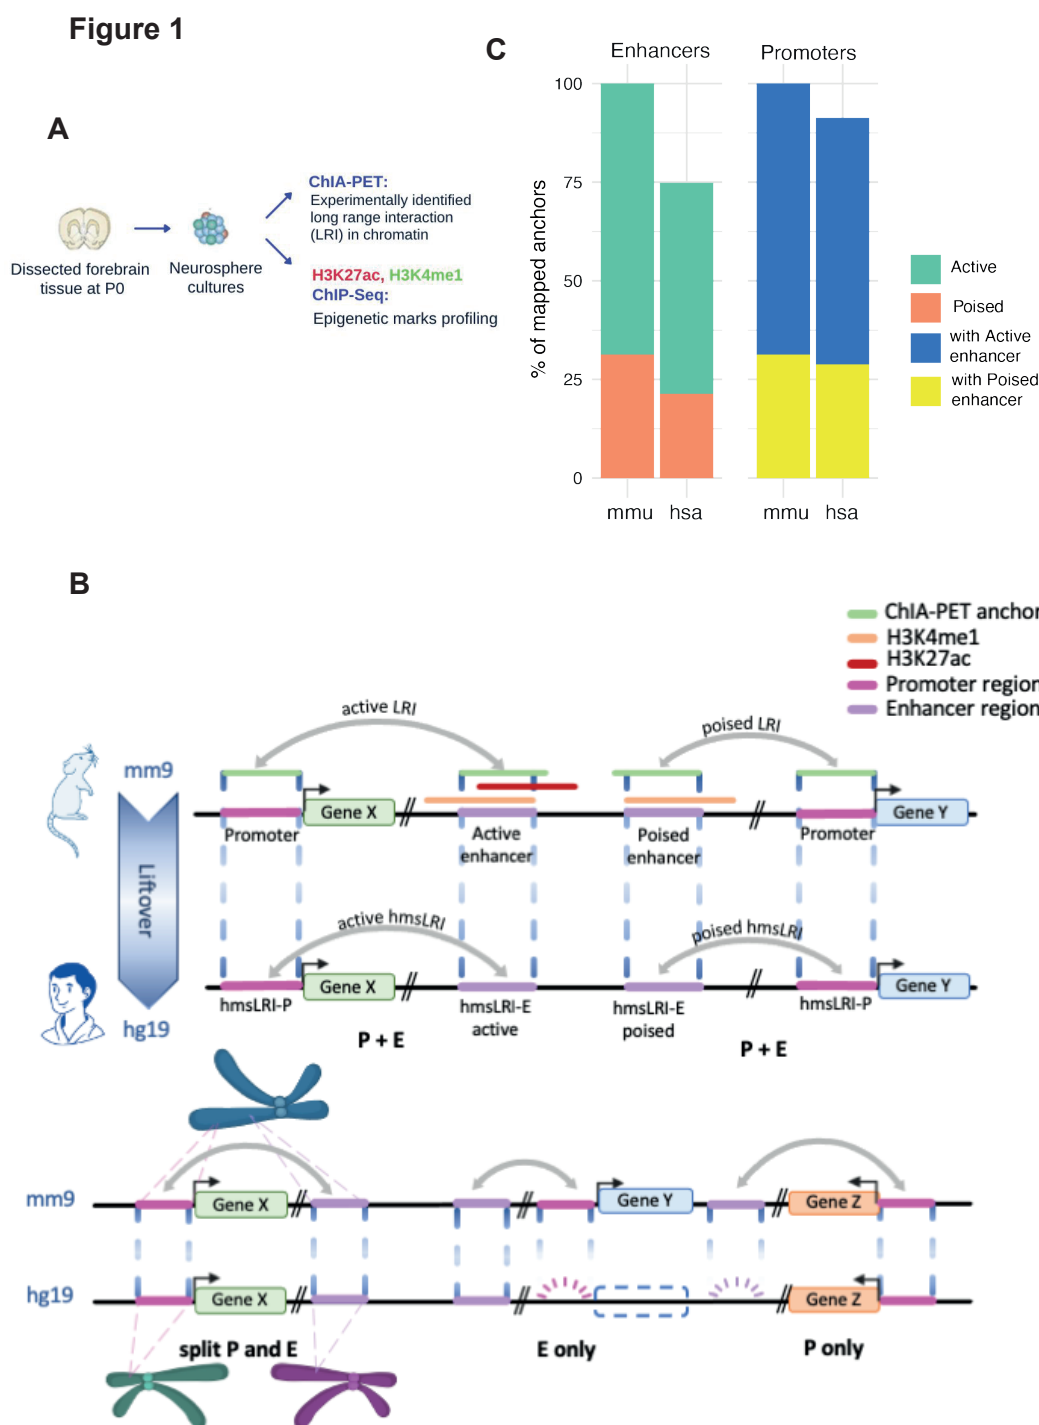 Figure 1
A
ChIA-PET:
Experimentally identified
long range interaction
(LRI) in chromatin
Dissected forebrain
tissue at P0
Neurosphere
cultures
H3K27ac, H3K4me1
ChIP-Seq:
Epigenetic marks profiling
C
Enhancers
Promoters
% of mapped anchors
100
75
50
25
0
mmu
hsa
mmu
hsa
Active
Poised
with Active
enhancer
with Poised
enhancer
B
ChIA-PET anchor
H3K4me1
H3K27ac
Promoter region
Enhancer region
active LRI
poised LRI
mm9
Gene X
Gene Y
Promoter
Active
enhancer
Poised
enhancer
Promoter
Liftover
active hmsLRI
poised hmsLRI
Gene X
Gene Y
hmsLRI-P
hmsLRI-E
active
hmsLRI-E
poised
hmsLRI-P
hg19
P + E
P + E
mm9
Gene X
Gene Y
Gene Z
hg19
Gene X
Gene Z
split P and E
E only
P only